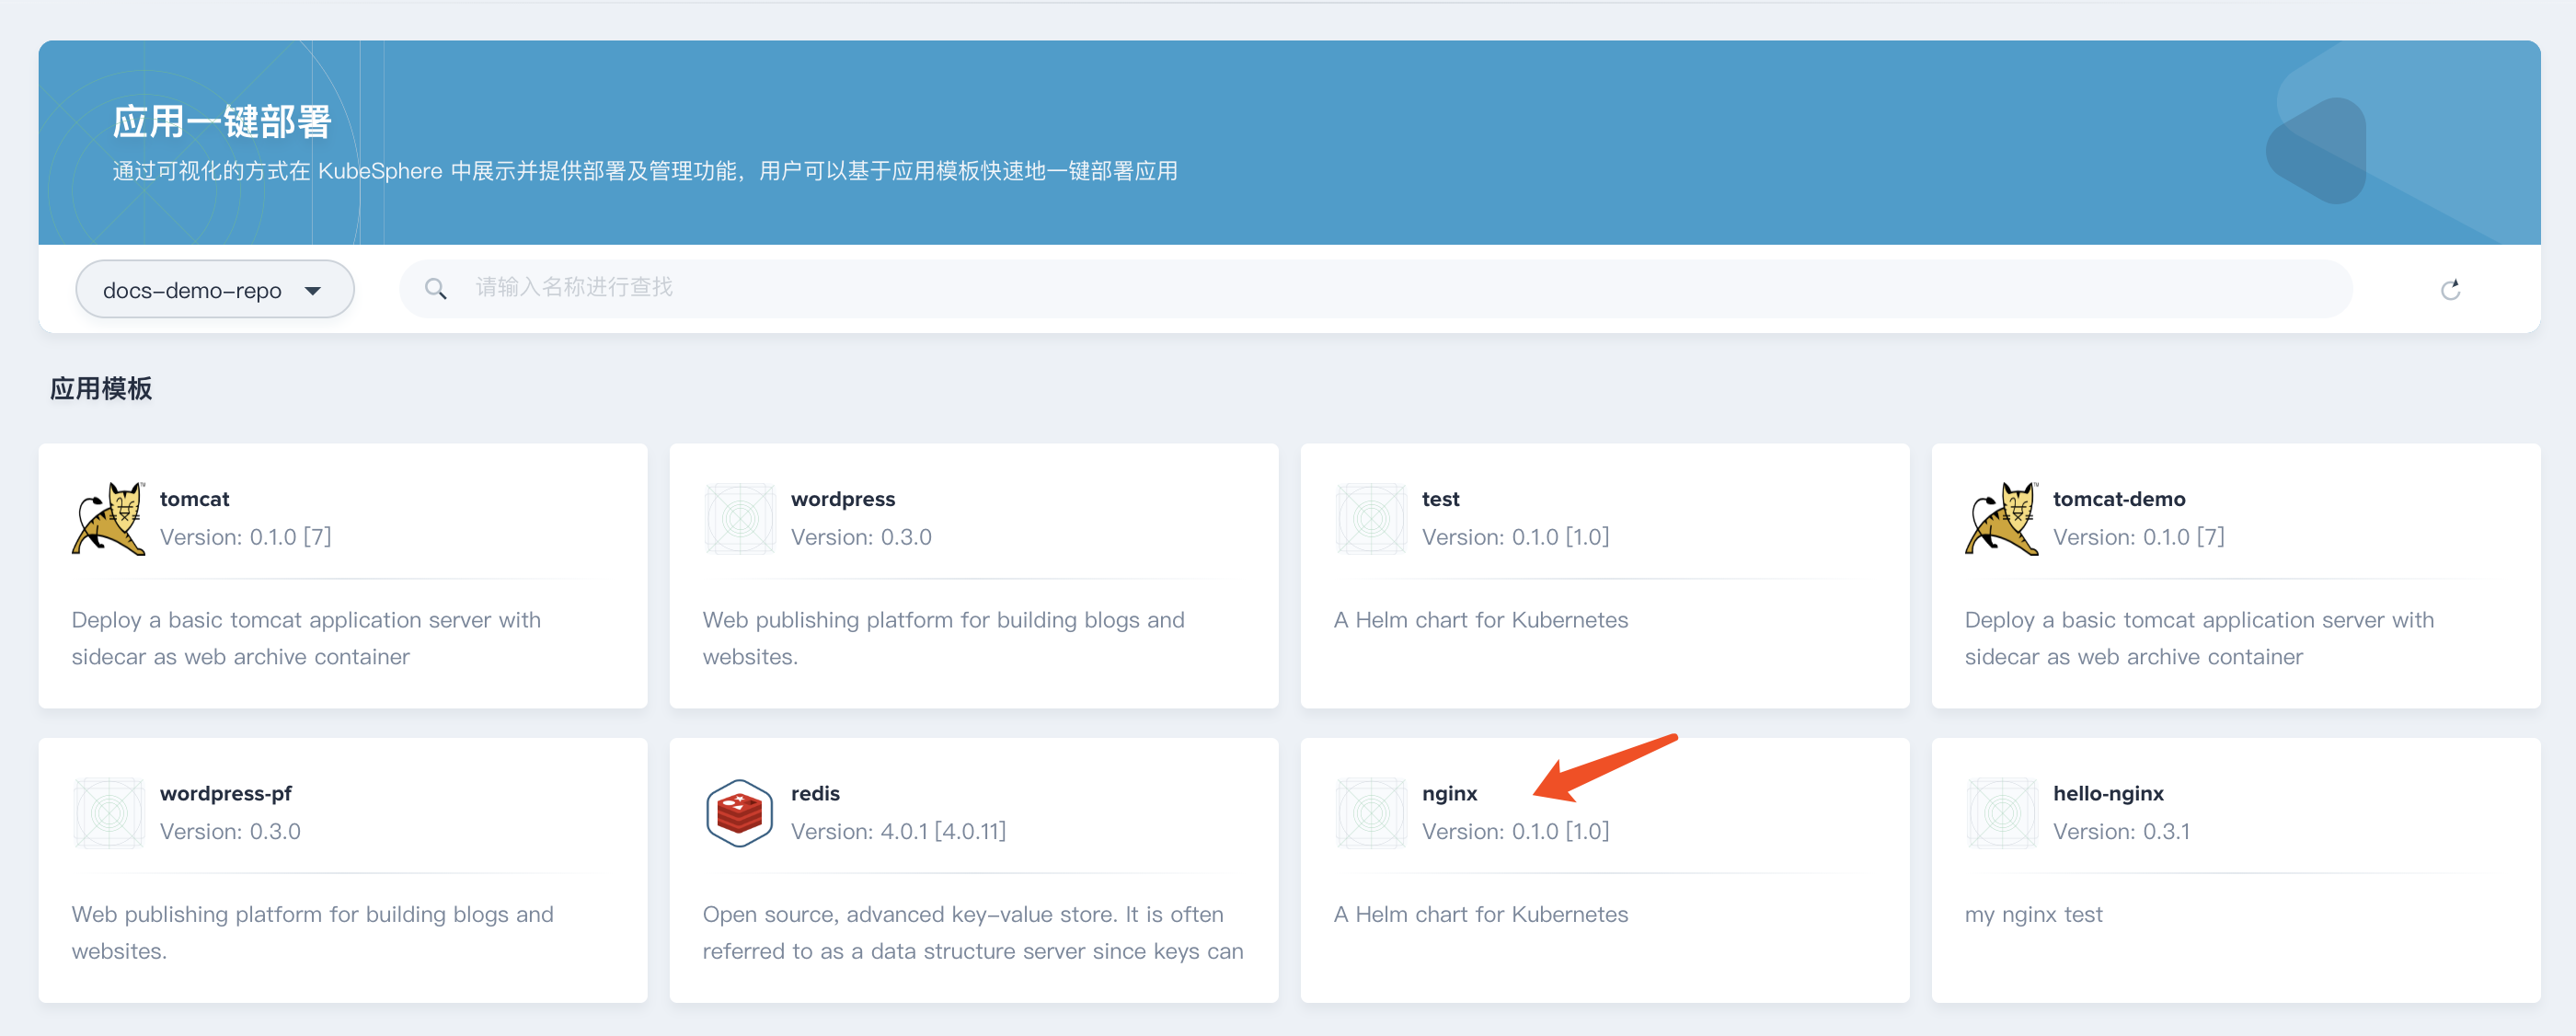 应用一键部署
通过可视化的方式在 KubeSphere 中展示并提供部署及管理功能，用户可以基于应用模板快速地一键部署应用
docs-demo-repo
请输入名称进行查找
应用模板
tomcat
Version: 0.1.0 [7]
Deploy a basic tomcat application server with
sidecar as web archive container
wordpress
Version: 0.3.0
Web publishing platform for building blogs and
websites.
test
Version: 0.1.0 [1.0]
A Helm chart for Kubernetes
tomcat-demo
Version: 0.1.0 [7]
Deploy a basic tomcat application server with
sidecar as web archive container
wordpress-pf
Version: 0.3.0
Web publishing platform for building blogs and
websites.
redis
Version: 4.0.1 [4.0.11]
Open source, advanced key-value store. It is often
referred to as a data structure server since keys can
nginx
Version: 0.1.0 [1.0]
A Helm chart for Kubernetes
hello-nginx
Version: 0.3.1
my nginx test